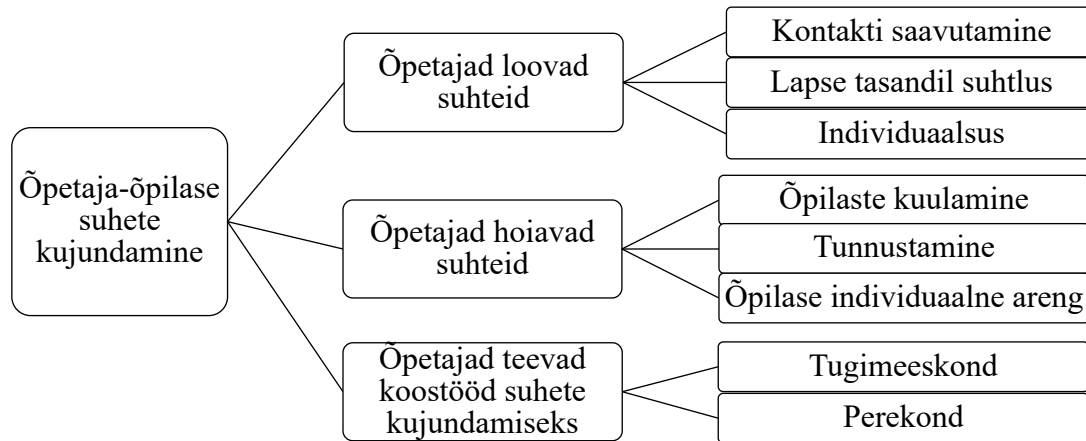 Õpetaja-õpilase
suhete
kujundamine
Õpetajad loovad
suhteid
Kontakti saavutamine
Lapse tasandil suhtlus
Individuaalsus
Õpetajad hoiavad
suhteid
Õpilaste kuulamine
Tunnustamine
Õpilase individuaalne areng
Õpetajad teevad
koostööd suhete
kujundamiseks
Tugimeeskond
Perekond